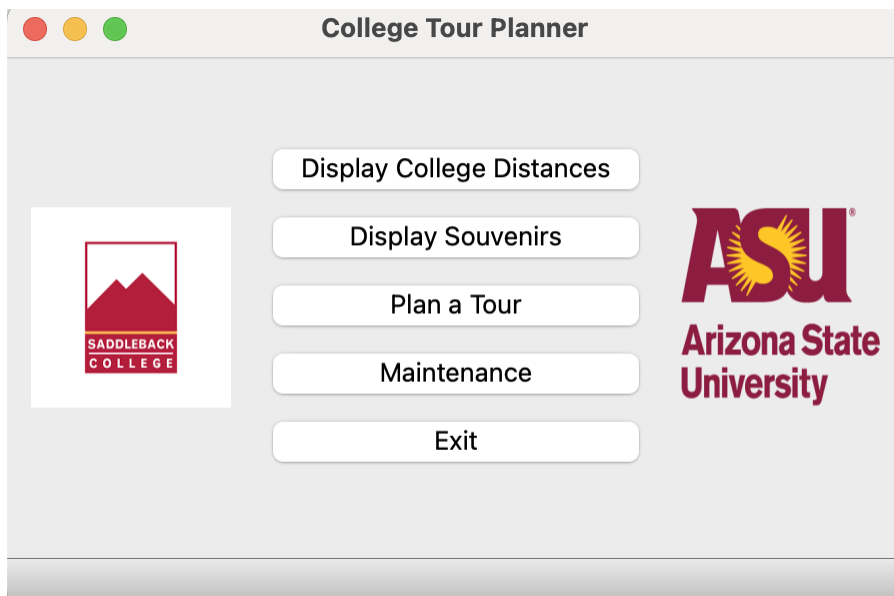 College Tour Planner
Display College Distances
Display Souvenirs
Plan a Tour
Maintenance
Exit
SADDLEBACK
COLLEGE
ASU®
Arizona State
University